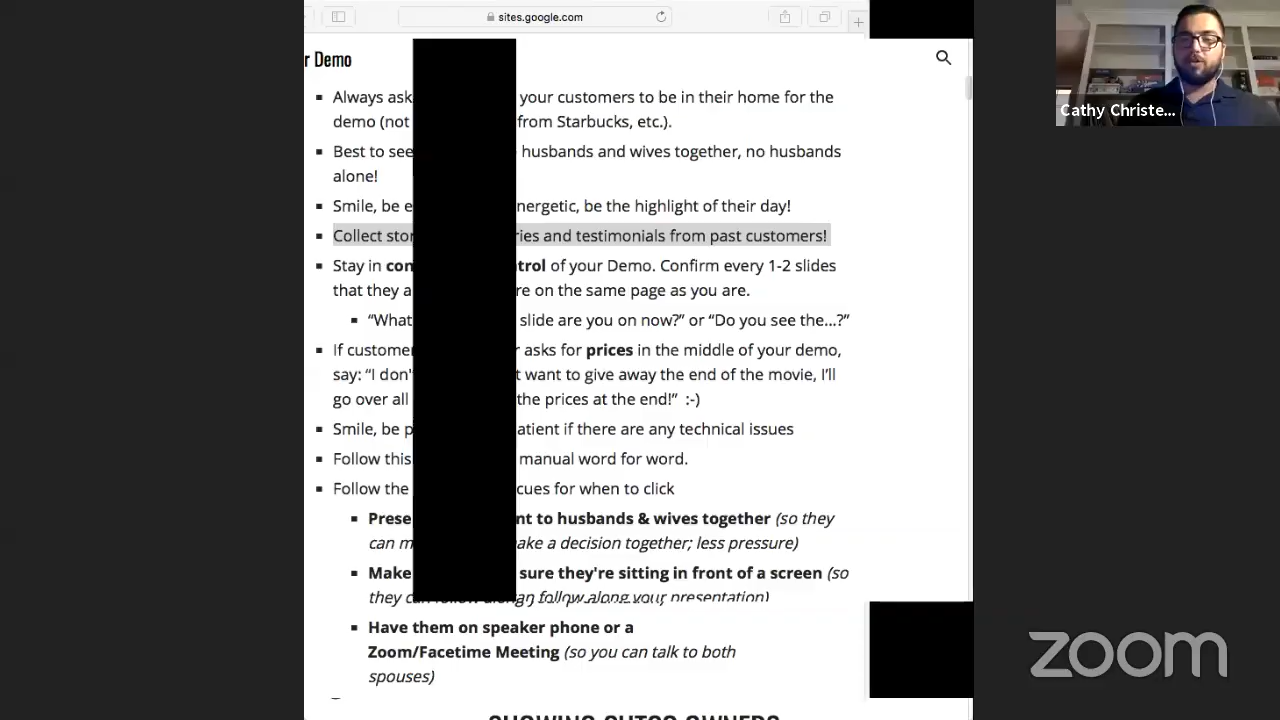 sites.google.com
r Demo
Always ask your customers to be in their home for the
demo (not from Starbucks, etc.).
Best to see husbands and wives together, no husbands
alone!
Smile, be e nergetic, be the highlight of their day!
Collect stor ries and testimonials from past customers!
Stay in con trol of your Demo. Confirm every 1-2 slides
that they a re on the same page as you are.
“What slide are you on now?” or “Do you see the...?”
If customer r asks for prices in the middle of your demo,
say: “I don't t want to give away the end of the movie, I’ll
go over all the prices at the end!” :-)
Smile, be p atient if there are any technical issues
Follow this manual word for word.
Follow the cues for when to click
Prese nt to husbands & wives together (so they
can m ake a decision together; less pressure)
Make sure they're sitting in front of a screen (so
they can follow along your presentation)
Have them on speaker phone or a
Zoom/Facetime Meeting (so you can talk to both
spouses)
SHOWING CUTCO OWNERS
Cathy Christe...
zoom